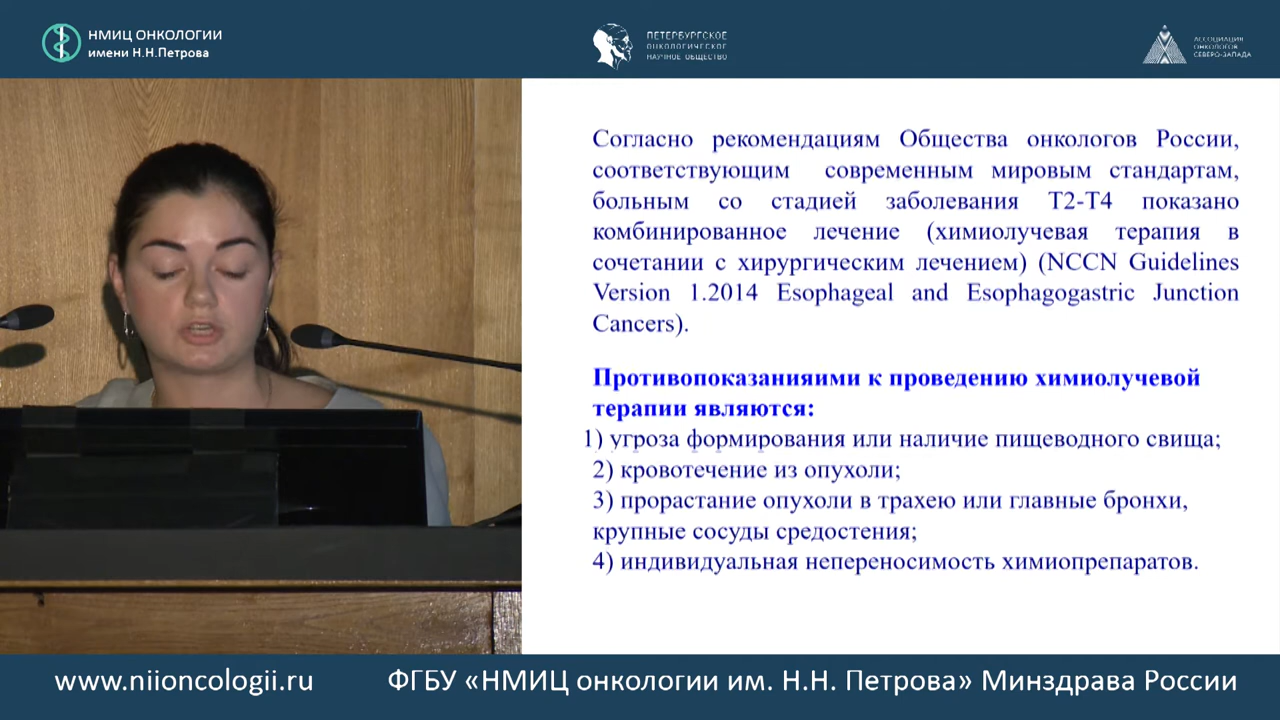 НМИЦ ОНКОЛОГИИ
имени Н.Н.Петрова
ПЕТЕРБУРГСКОЕ
ОНКОЛОГИЧЕСКОЕ
НАУЧНОЕ ОБЩЕСТВО
АССОЦИАЦИЯ
ОНКОЛОГОВ
СЕВЕРО-ЗАПАДА
Согласно рекомендациям Общества онкологов России,
соответствующим современным мировым стандартам,
больным со стадией заболевания Т2-Т4 показано
комбинированное лечение (химиолучевая терапия в
сочетании с хирургическим лечением) (NCCN Guidelines
Version 1.2014 Esophageal and Esophagogastric Junction
Cancers).
Противопоказанияими к проведению химиолучевой
терапии являются:
1) угроза формирования или наличие пищеводного свища;
2) кровотечение из опухоли;
3) прорастание опухоли в трахею или главные бронхи,
крупные сосуды средостения;
4) индивидуальная непереносимость химиопрепаратов.
www.niioncologii.ru
ФГБУ «НМИЦ онкологии им. Н.Н. Петрова» Минздрава России